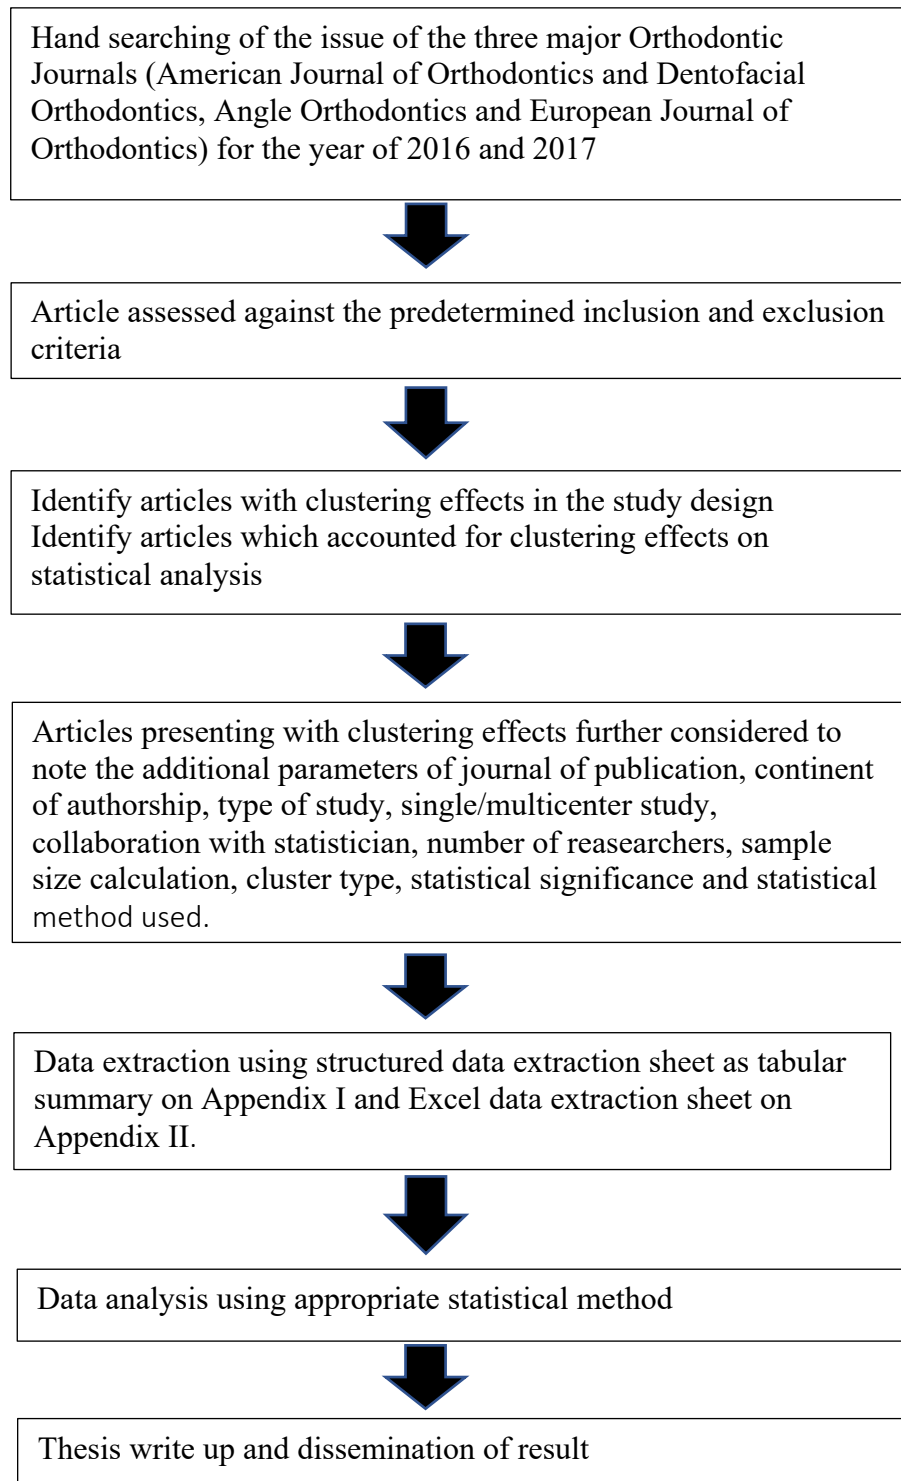 Hand searching of the issue of the three major Orthodontic
Journals (American Journal of Orthodontics and Dentofacial
Orthodontics, Angle Orthodontics and European Journal of
Orthodontics) for the year of 2016 and 2017
Article assessed against the predetermined inclusion and exclusion
criteria
Identify articles with clustering effects in the study design
Identify articles which accounted for clustering effects on
statistical analysis
Articles presenting with clustering effects further considered to
note the additional parameters of journal of publication, continent
of authorship, type of study, single/multicenter study,
collaboration with statistician, number of reasearchers, sample
size calculation, cluster type, statistical significance and statistical
method used.
Data extraction using structured data extraction sheet as tabular
summary on Appendix I and Excel data extraction sheet on
Appendix II.
Data analysis using appropriate statistical method
Thesis write up and dissemination of result